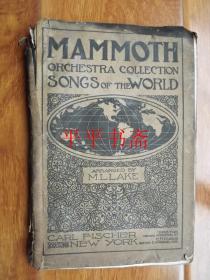 MAMMOTH
ORCHESTRA COLLECTION
SONGS OF THE WORLD
ARRANGED BY
M.L. LAKE
平平书斋
CARL FISCHER
NEW YORK